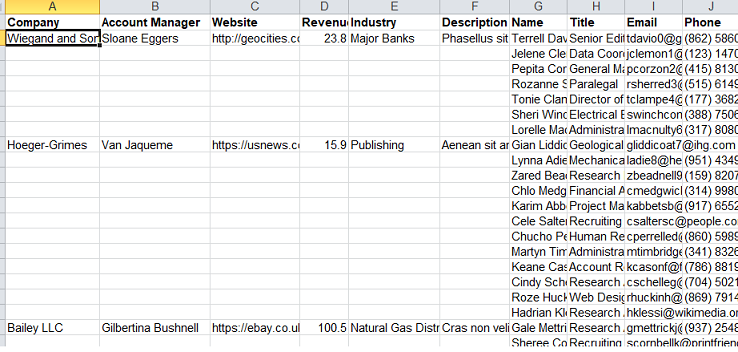 A B C D E F G H I J
Company Account Manager Website Revenu Industry Description Name Title Email Phone
Wiegand and Son Sloane Eggers http://geocities.cc 23.8 Major Banks Phasellus sit Terrell Dav Senior Edit tdavio0@g (862) 5860
Jelene Cle Data Coor jclemon1@ (123) 1470
Pepita Cor General Ma pcorzon2@ (415) 8130
Rozanne S Paralegal rsherred3@ (515) 6149
Tonie Clan Director of tclampe4@ (177) 3682
Sheri Winc Electrical E swinchcon (388) 7506
Lorelle Mac Administra lmacnulty6 (317) 8080
Hoeger-Grimes Van Jaqueme https://usnews.c 15.9 Publishing Aenean sit ar Gian Liddic Geological gliddicoat7@ihg.com
Lynna Adie Mechanica ladie8@he (951) 4349
Zared Beac Research zbeadnell9 (159) 8207
Chlo Medg Financial A cmedgwicl (314) 9980
Karim Abb Project Ma kabbetsb@ (917) 6552
Cele Salter Recruiting csaltersc@people.co
Chucho Pe Human Re cperrelled@ (860) 5989
Martyn Tim Administra mtimbridge (341) 8326
Keane Cas Account R kcasonf@f (786) 8819
Cindy Sch Research cschelleg@ (704) 5021
Roze Huck Web Desig rhuckinh@ (869) 7914
Hadrian Kl Research hklessi@wikimedia.or
Bailey LLC Gilbertina Bushnell https://ebay.co.ul 100.5 Natural Gas Distr Cras non veli Gale Mettri Research gmettrickj (937) 2548
Sheree Co Recruiting scornbellk@printfrien